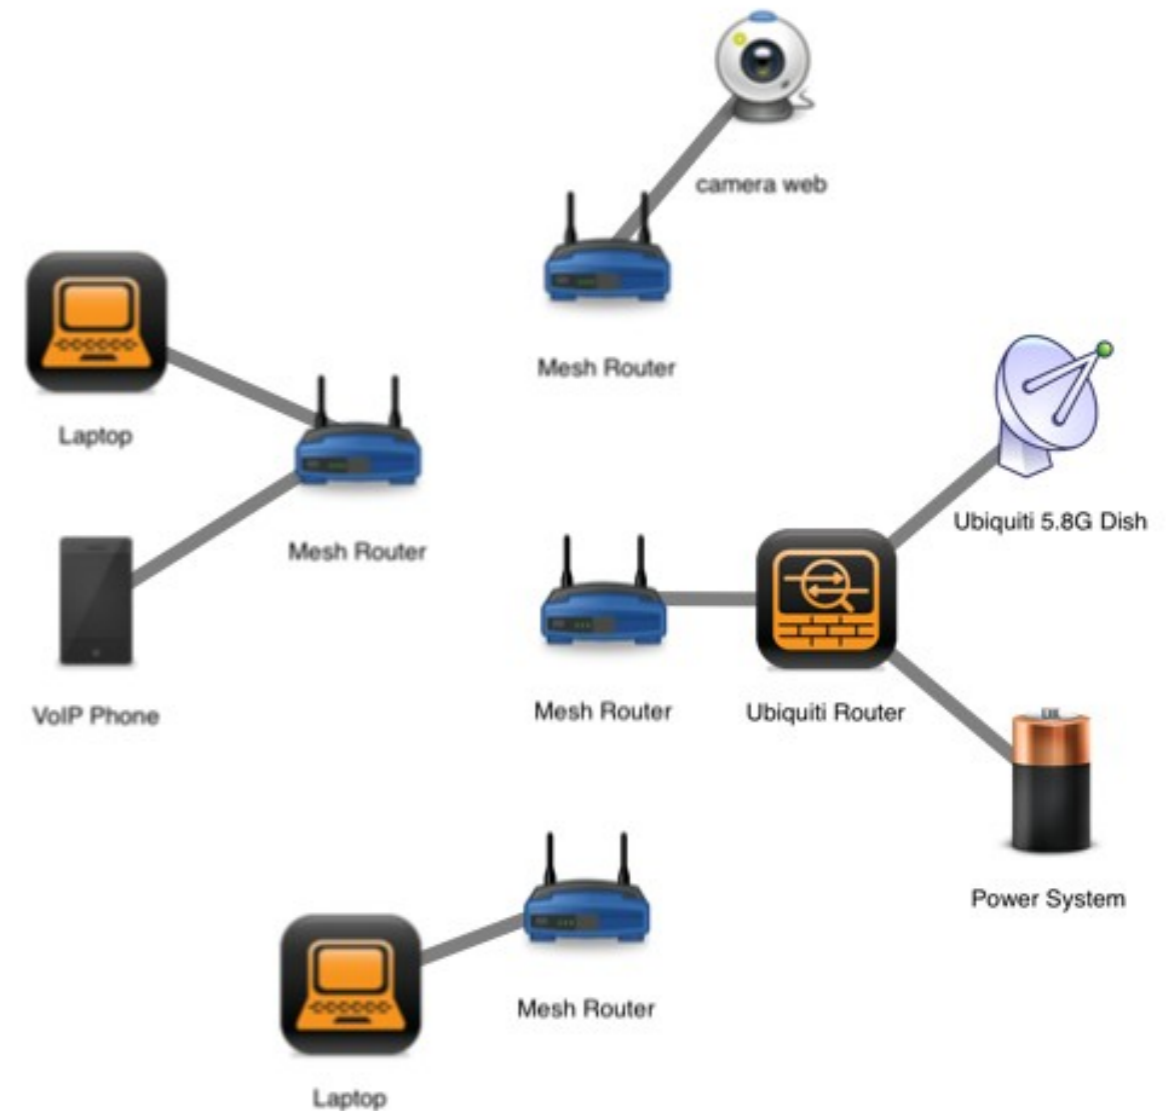 camera web
Mesh Router
Laptop
Ubiquiti 5.8G Dish
Mesh Router
VoIP Phone
Mesh Router
Ubiquiti Router
Power System
Mesh Router
Laptop